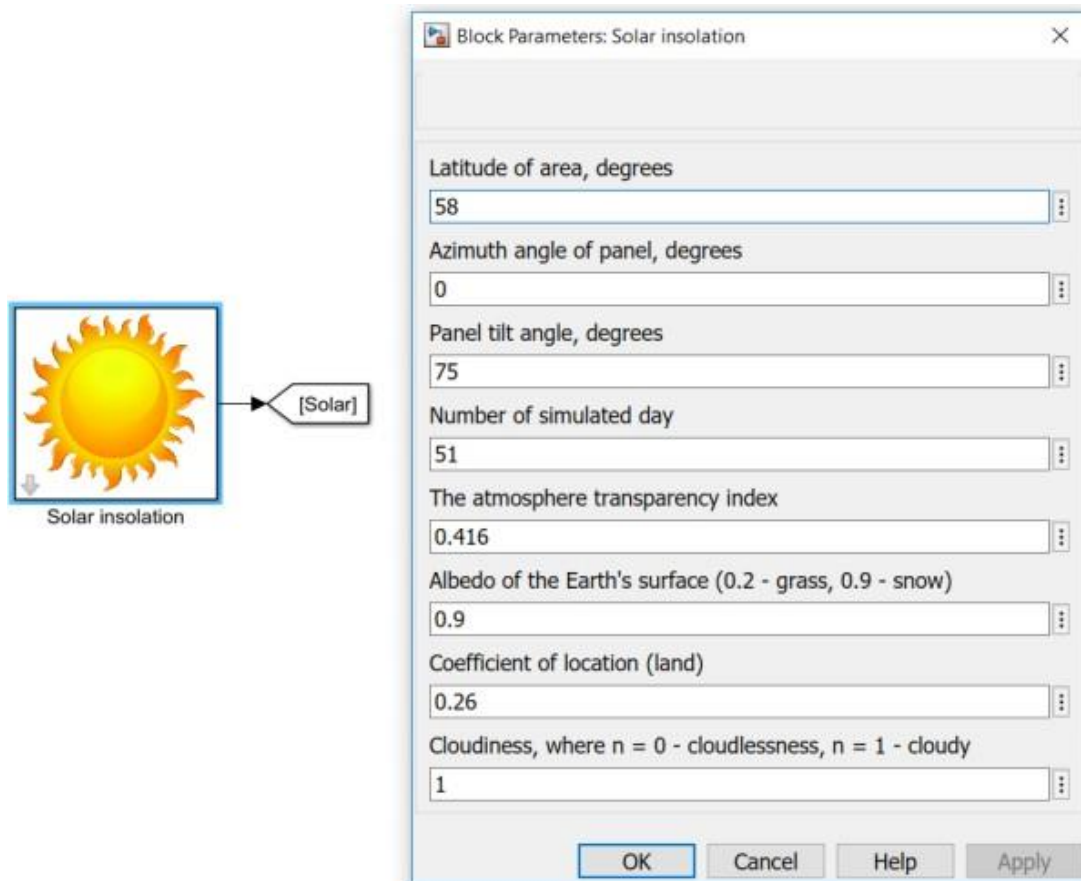 Block Parameters: Solar insolation
Latitude of area, degrees
58
Azimuth angle of panel, degrees
0
Panel tilt angle, degrees
75
Number of simulated day
51
The atmosphere transparency index
0.416
Albedo of the Earth's surface (0.2 - grass, 0.9 - snow)
0.9
Coefficient of location (land)
0.26
Cloudiness, where n = 0 - cloudlessness, n = 1 - cloudy
1
OK Cancel Help Apply
[Solar]
Solar insolation